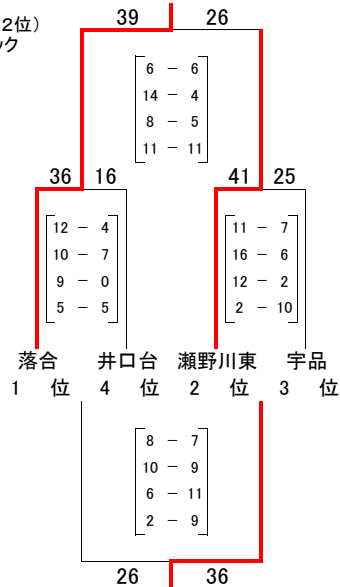 2位)
ック
39 26
6 － 6
14 － 4
8 － 5
11 － 11
36 16 41 25
12 － 4 11 － 7
10 － 7 16 － 6
9 － 0 12 － 2
5 － 5 2 － 10
落合 井口台 瀬野川東 宇品
1 位 4 位 2 位 3 位
8 － 7
10 － 9
6 － 11
2 － 9
26 36